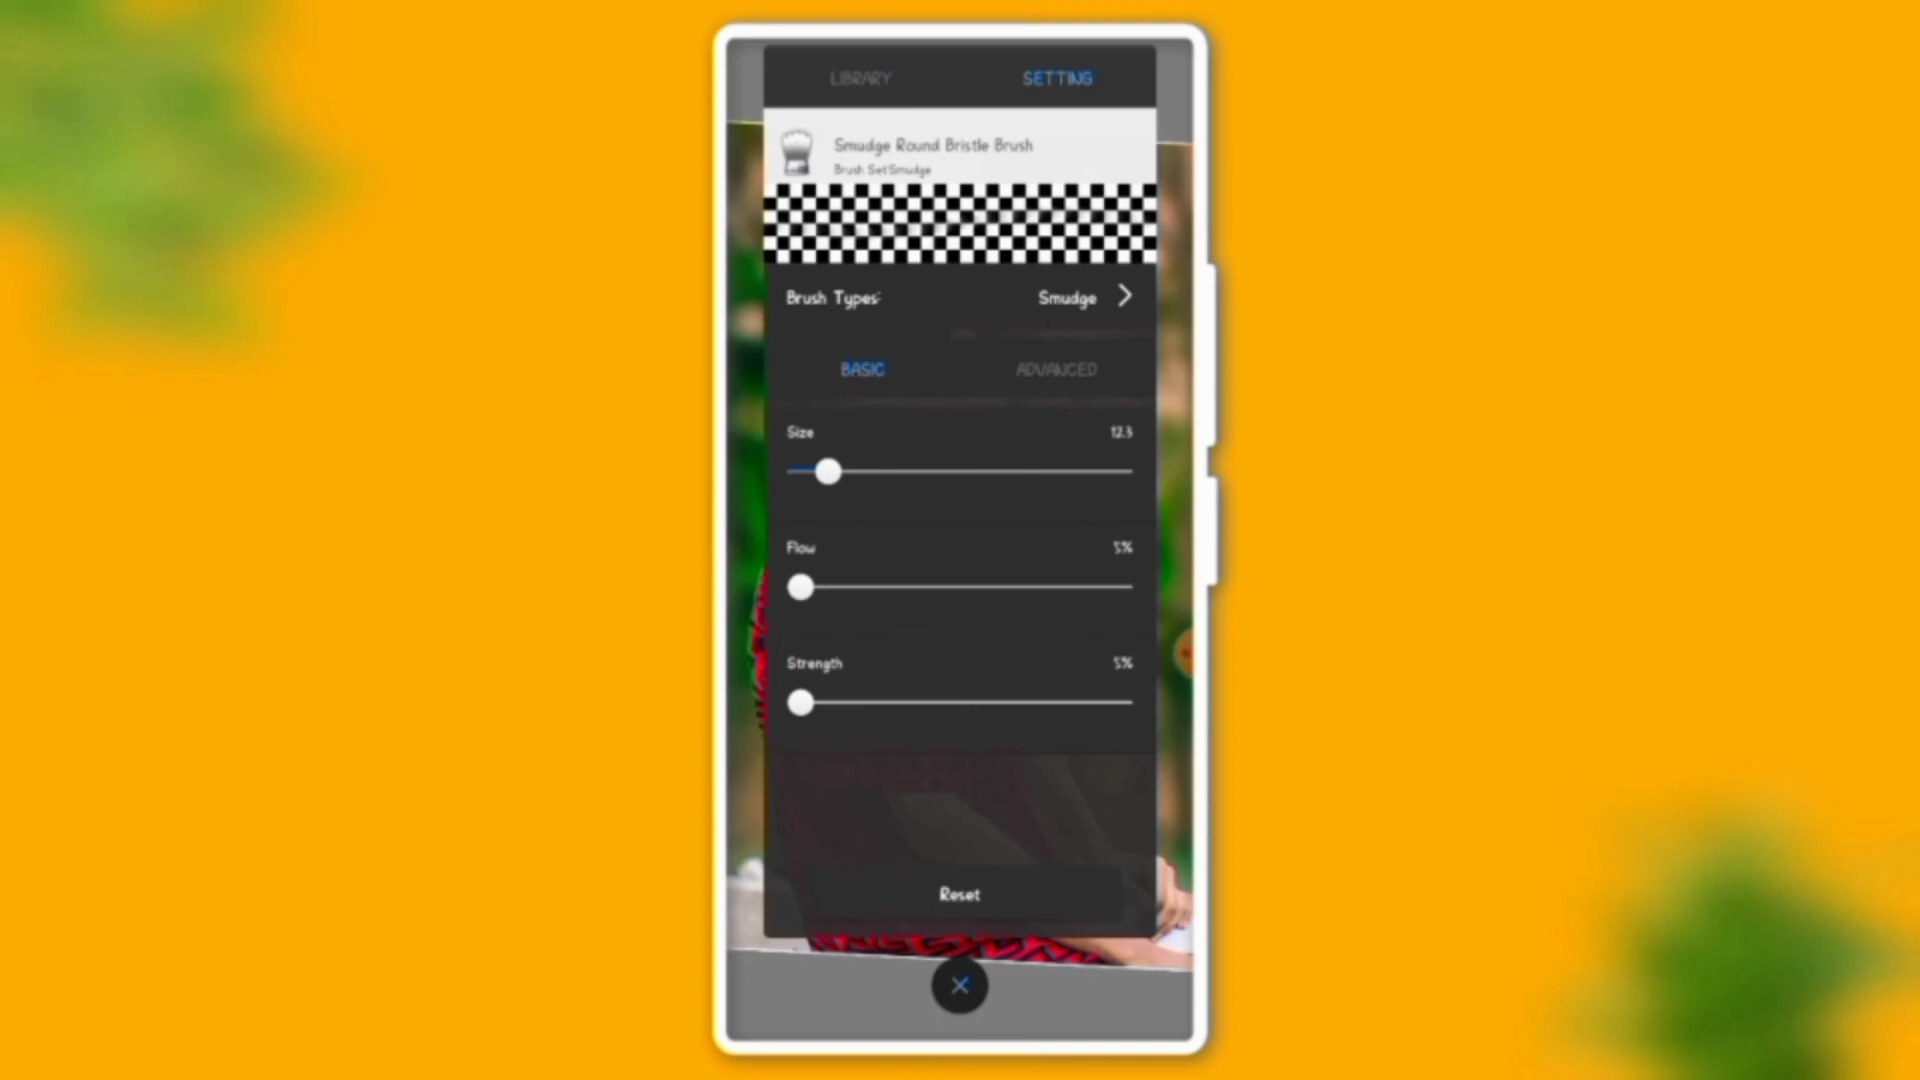 LIBRARY SETTING
Smudge Round Bristle Brush
Brush Set:Smudge
Brush Types: Smudge
BASIC ADVANCED
Size 12.3
Flow 5%
Strength 5%
Reset